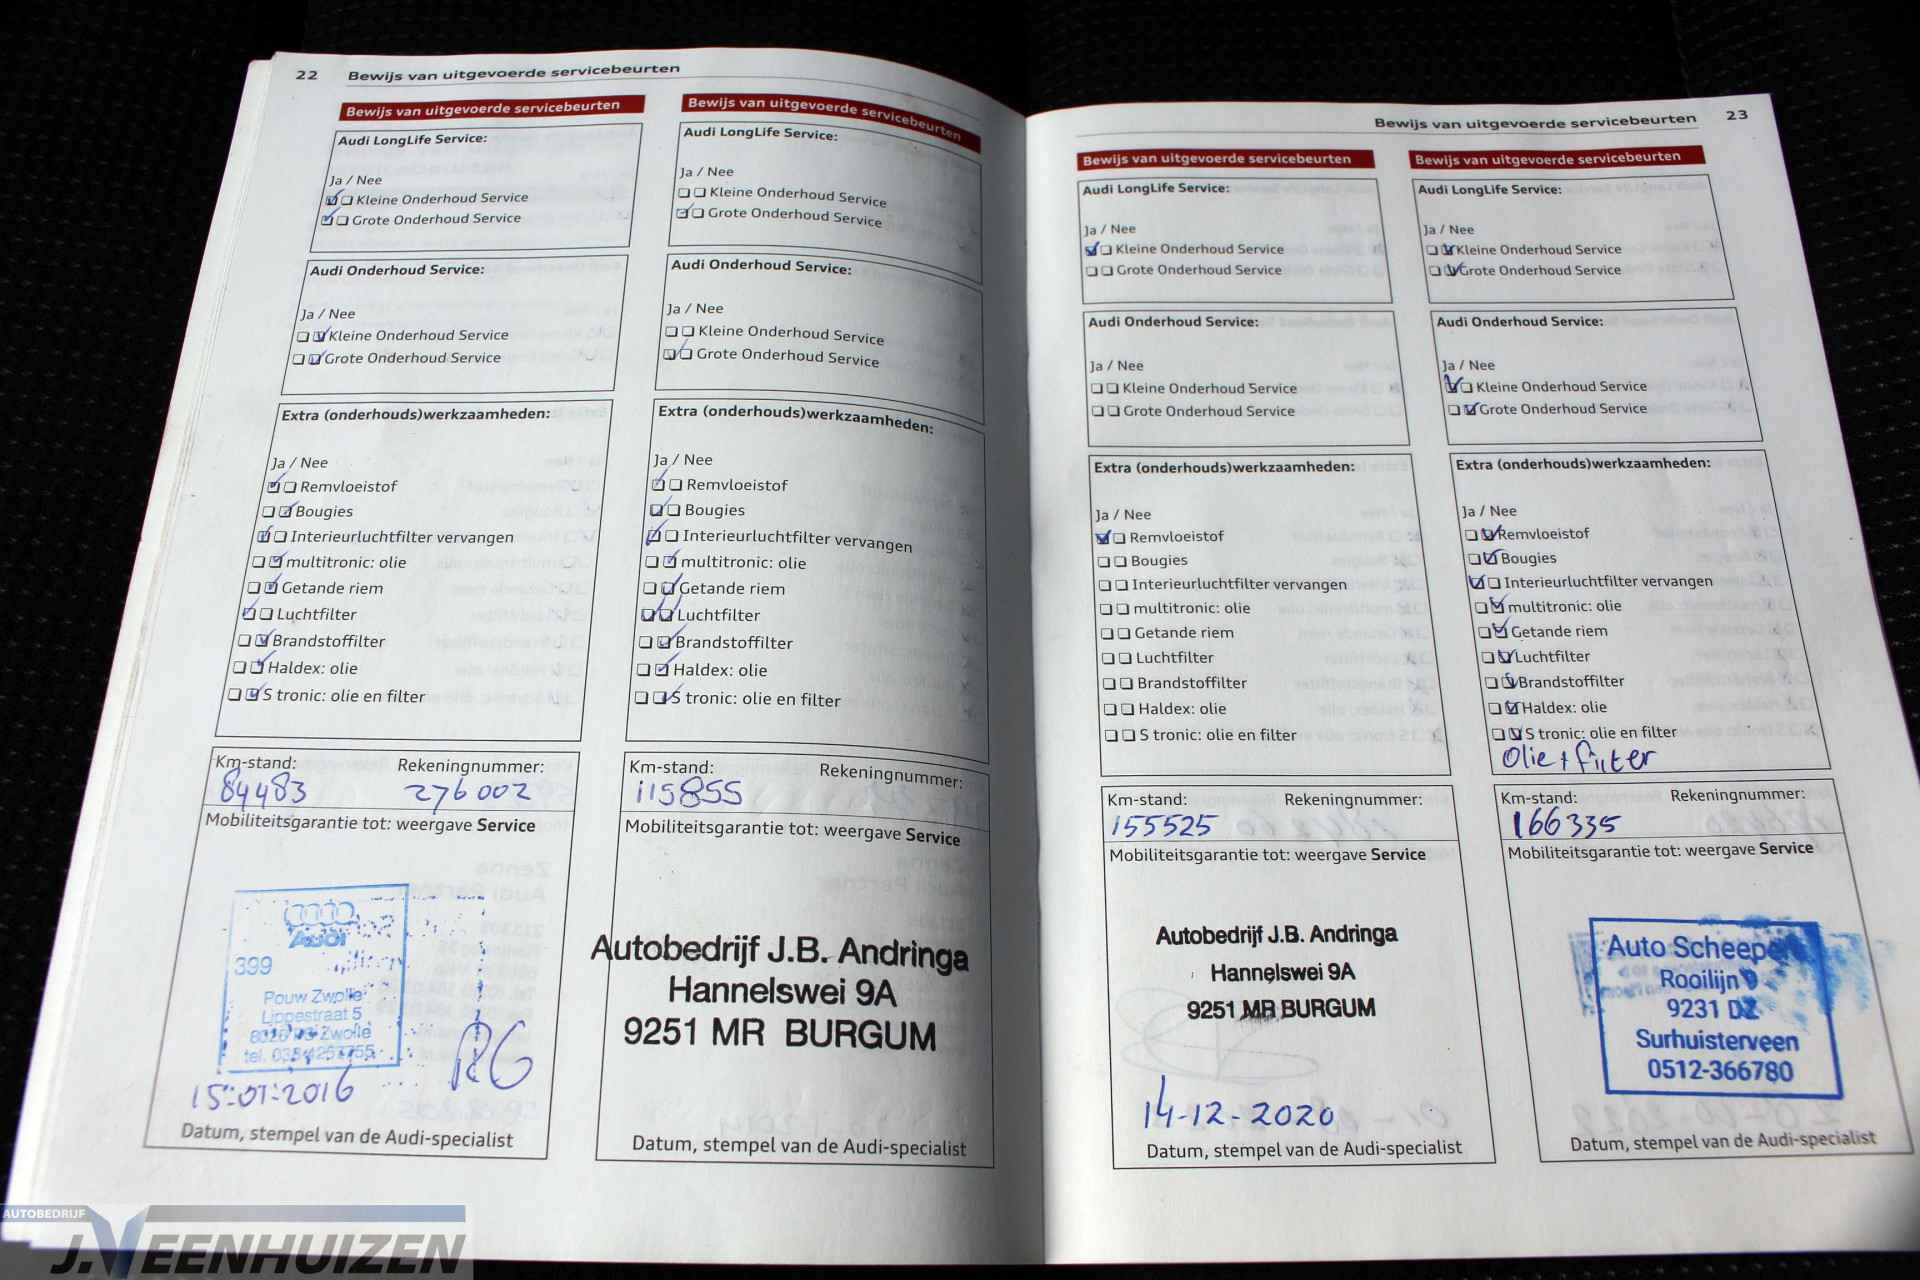 22 Bewijs van uitgevoerde servicebeurten
Bewijs van uitgevoerde servicebeurten
Audi LongLife Service:
Ja / Nee
Kleine Onderhoud Service
Grote Onderhoud Service
Audi Onderhoud Service:
Ja / Nee
Kleine Onderhoud Service
Grote Onderhoud Service
Extra (onderhouds)werkzaamheden:
Ja / Nee
Remvloeistof
Bougies
Interieurluchtfilter vervangen
multitronic: olie
Getande riem
Luchtfilter
Brandstoffilter
Haldex: olie
S tronic: olie en filter
Km-stand: Rekeningnummer:
84483 276002
Mobiliteitsgarantie tot: weergave Service
Audi
399
Pouw Zwolle
Lippestraat 5
Zwolle
15-01-2016 RG
Datum, stempel van de Audi-specialist
Bewijs van uitgevoerde servicebeurten
Audi LongLife Service:
Ja / Nee
Kleine Onderhoud Service
Grote Onderhoud Service
Audi Onderhoud Service:
Ja / Nee
Kleine Onderhoud Service
Grote Onderhoud Service
Extra (onderhouds)werkzaamheden:
Ja / Nee
Remvloeistof
Bougies
Interieurluchtfilter vervangen
multitronic: olie
Getande riem
Luchtfilter
Brandstoffilter
Haldex: olie
S tronic: olie en filter
Km-stand: Rekeningnummer:
115855
Mobiliteitsgarantie tot: weergave Service
Autobedrijf J.B. Andringa
Hannelswei 9A
9251 MR BURGUM
Datum, stempel van de Audi-specialist
Bewijs van uitgevoerde servicebeurten 23
Bewijs van uitgevoerde servicebeurten
Audi LongLife Service:
Ja / Nee
Kleine Onderhoud Service
Grote Onderhoud Service
Audi Onderhoud Service:
Ja / Nee
Kleine Onderhoud Service
Grote Onderhoud Service
Extra (onderhouds)werkzaamheden:
Ja / Nee
Remvloeistof
Bougies
Interieurluchtfilter vervangen
multitronic: olie
Getande riem
Luchtfilter
Brandstoffilter
Haldex: olie
S tronic: olie en filter
Km-stand: Rekeningnummer:
155525
Mobiliteitsgarantie tot: weergave Service
Autobedrijf J.B. Andringa
Hannelswei 9A
9251 MR BURGUM
14-12-2020
Datum, stempel van de Audi-specialist
Bewijs van uitgevoerde servicebeurten
Audi LongLife Service:
Ja / Nee
Kleine Onderhoud Service
Grote Onderhoud Service
Audi Onderhoud Service:
Ja / Nee
Kleine Onderhoud Service
Grote Onderhoud Service
Extra (onderhouds)werkzaamheden:
Ja / Nee
Remvloeistof
Bougies
Interieurluchtfilter vervangen
multitronic: olie
Getande riem
Luchtfilter
Brandstoffilter
Haldex: olie
S tronic: olie en filter
Olie + filter
Km-stand: Rekeningnummer:
166335
Mobiliteitsgarantie tot: weergave Service
Auto Scheepers
Rooilijn 9
9231 DZ
Surhuisterveen
0512-366780
Datum, stempel van de Audi-specialist
AUTOBEDRIJF
J.VEENHUIZEN